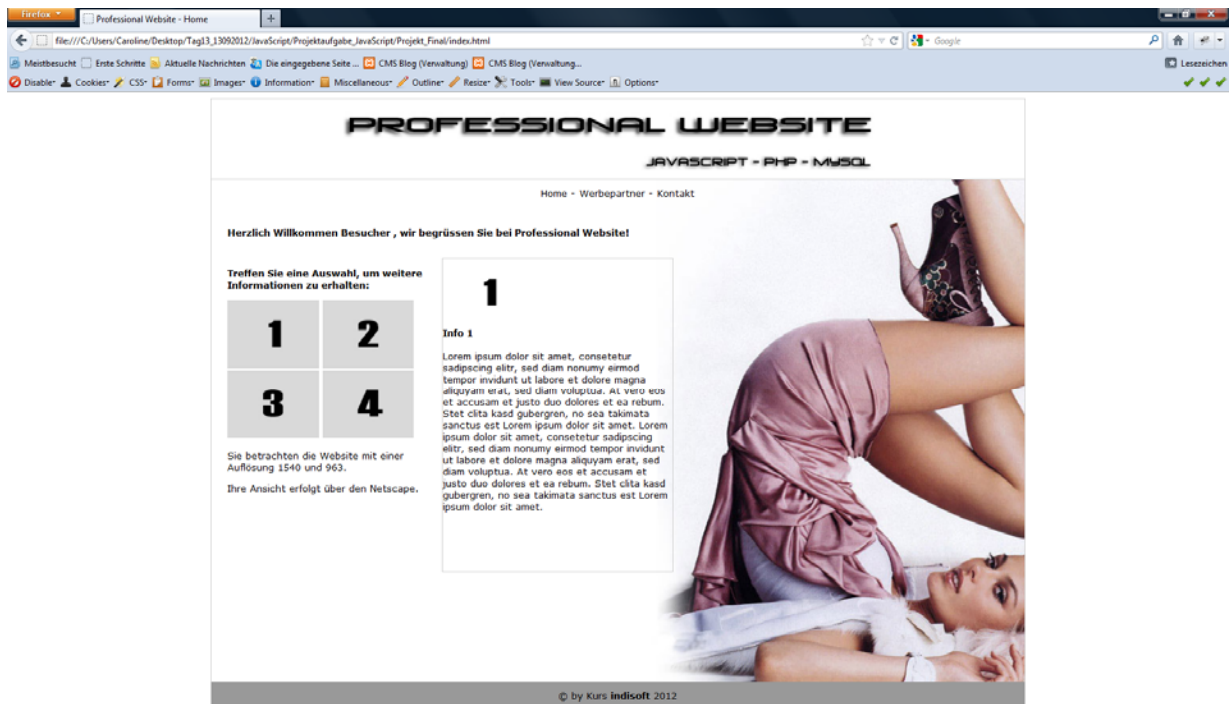 Firefox
Professional Website - Home
file:///C:/Users/Caroline/Desktop/Tag13_13092012/JavaScript/Projektaufgabe_JavaScript/Projekt_Final/index.html
Google
Meistbesucht Erste Schritte Aktuelle Nachrichten Die eingegebene Seite ... CMS Blog (Verwaltung) CMS Blog (Verwaltung... Lesezeichen
Disable Cookies CSS Forms Images Information Miscellaneous Outline Resize Tools View Source Options
PROFESSIONAL WEBSITE
JAVASCRIPT - PHP - MYSQL
Home - Werbepartner - Kontakt
Herzlich Willkommen Besucher , wir begrüssen Sie bei Professional Website!
Treffen Sie eine Auswahl, um weitere
Informationen zu erhalten:
1 2
3 4
Sie betrachten die Website mit einer
Auflösung 1540 und 963.
Ihre Ansicht erfolgt über den Netscape.
1
Info 1
Lorem ipsum dolor sit amet, consetetur
sadipscing elitr, sed diam nonumy eirmod
tempor invidunt ut labore et dolore magna
aliquyam erat, sed diam voluptua. At vero eos
et accusam et justo duo dolores et ea rebum.
Stet clita kasd gubergren, no sea takimata
sanctus est Lorem ipsum dolor sit amet. Lorem
ipsum dolor sit amet, consetetur sadipscing
elitr, sed diam nonumy eirmod tempor invidunt
ut labore et dolore magna aliquyam erat, sed
diam voluptua. At vero eos et accusam et
justo duo dolores et ea rebum. Stet clita kasd
gubergren, no sea takimata sanctus est Lorem
ipsum dolor sit amet.
© by Kurs indisoft 2012